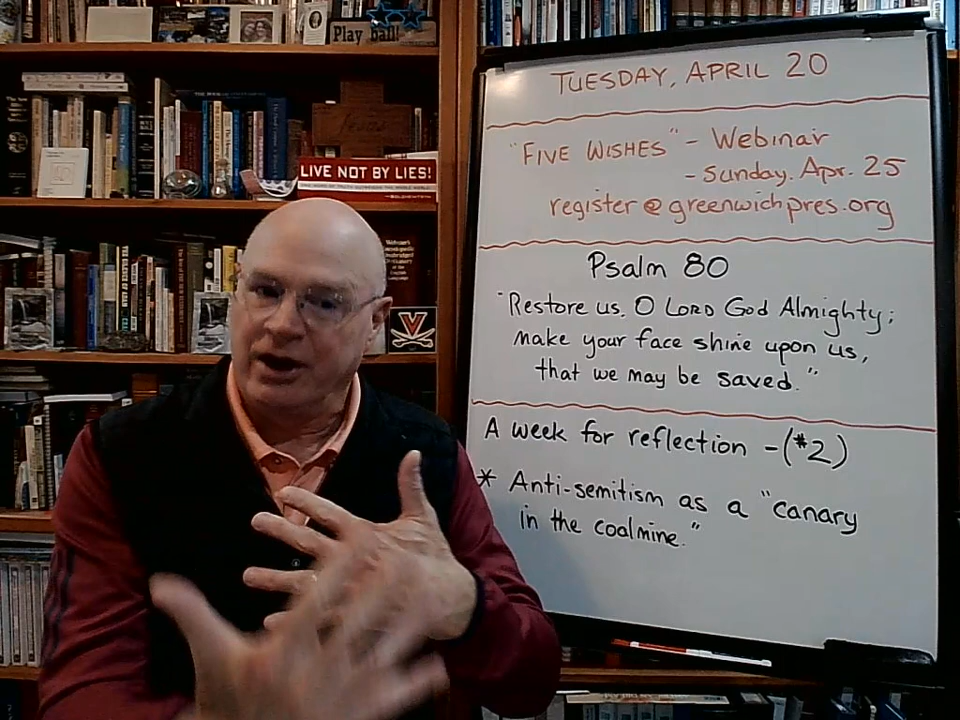 Play ball!
LIVE NOT BY LIES!
TUESDAY, APRIL 20
"FIVE WISHES" - Webinar
- Sunday. Apr. 25
register@greenwichpres.org
Psalm 80
"Restore us, O LORD God Almighty;
make your face shine upon us,
that we may be saved."
A week for reflection - (#2)
* Anti-semitism as a "canary
in the coalmine."